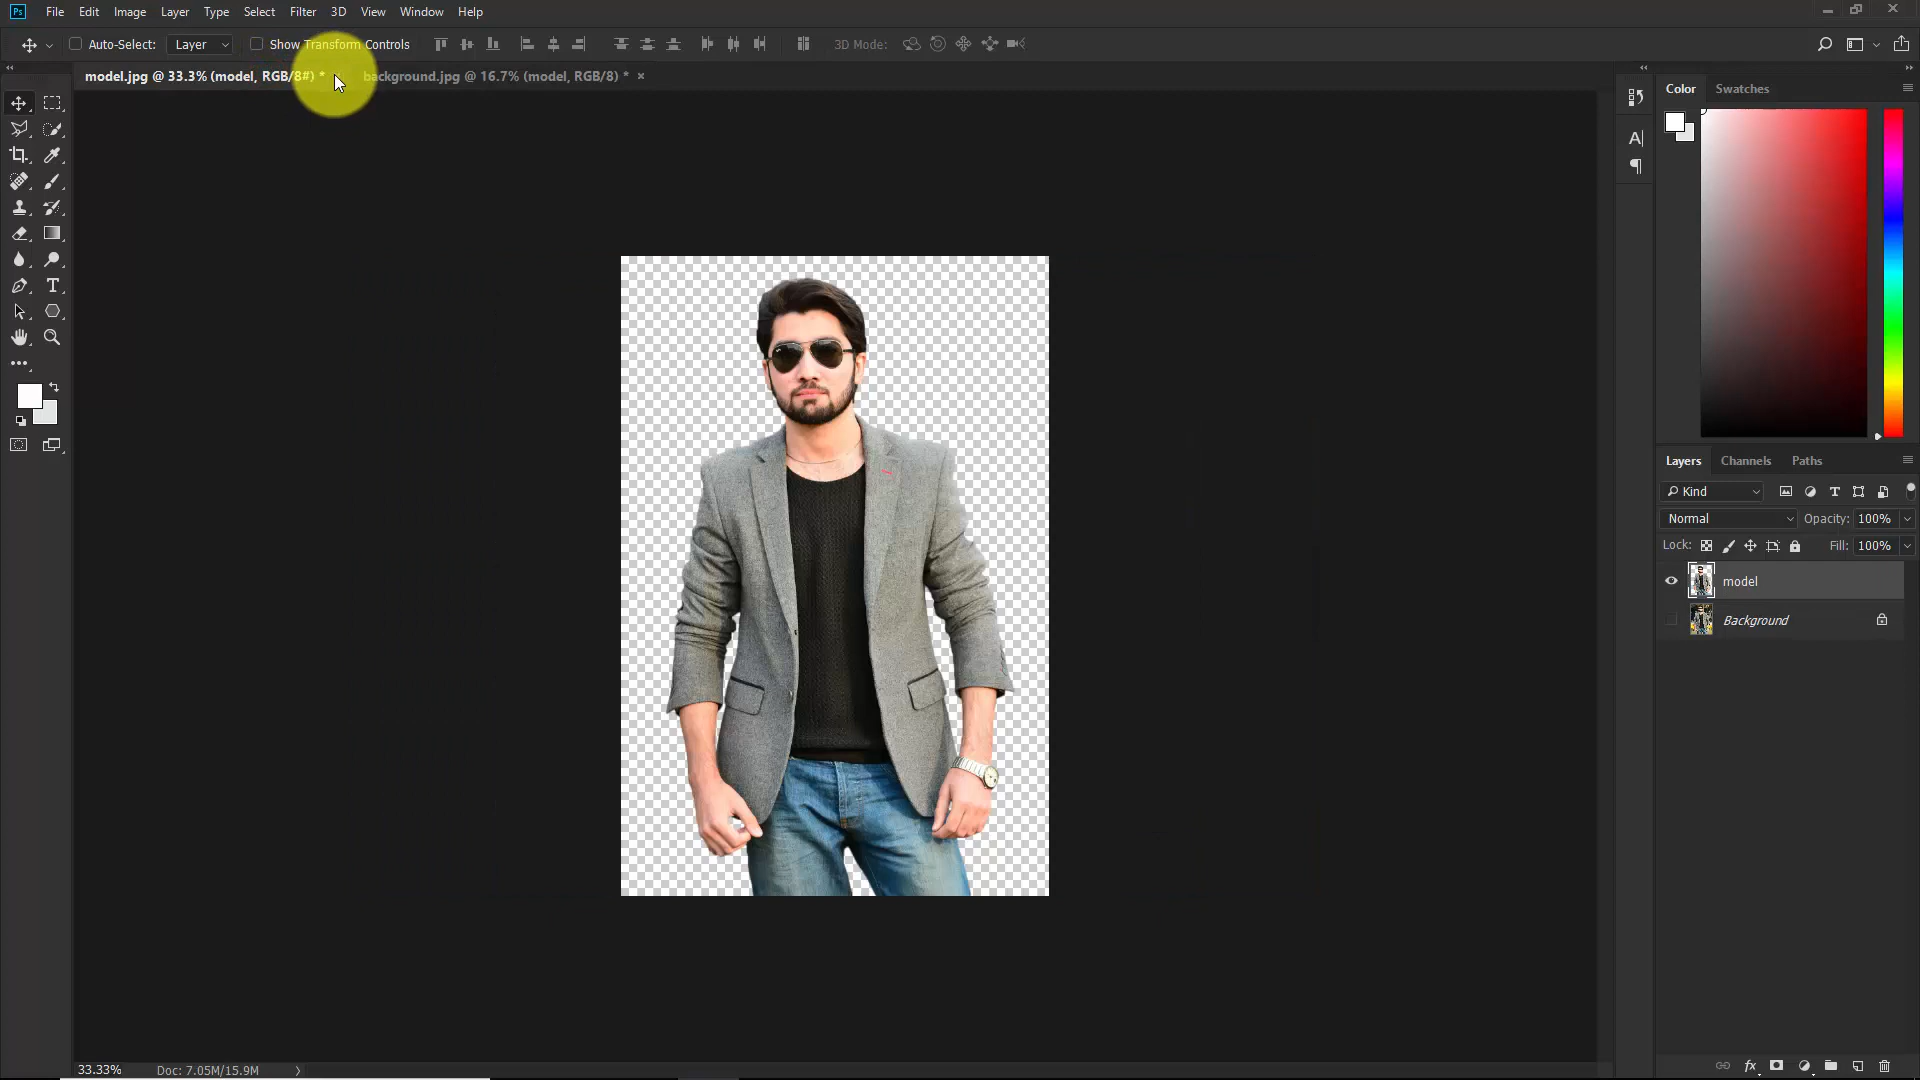 Ps File Edit Image Layer Type Select Filter 3D View Window Help
Auto-Select: Layer Show Transform Controls 3D Mode:
model.jpg @ 33.3% (model, RGB/8#) * background.jpg @ 16.7% (model, RGB/8) * ×
Color Swatches
Layers Channels Paths
Kind
Normal Opacity: 100%
Lock: Fill: 100%
model
Background
33.33% Doc: 7.05M/15.9M